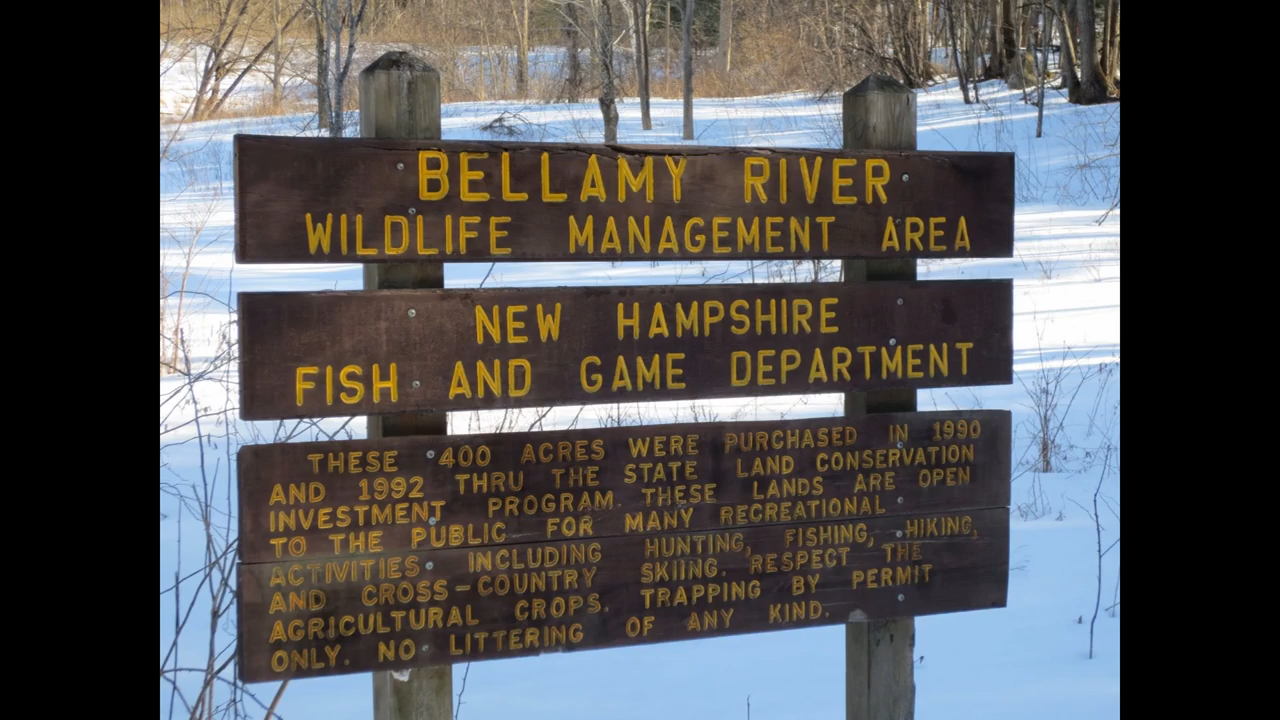 BELLAMY RIVER
WILDLIFE MANAGEMENT AREA
NEW HAMPSHIRE
FISH AND GAME DEPARTMENT
THESE 400 ACRES WERE PURCHASED IN 1990
AND 1992 THRU THE STATE LAND CONSERVATION
INVESTMENT PROGRAM. THESE LANDS ARE OPEN
TO THE PUBLIC FOR MANY RECREATIONAL
ACTIVITIES INCLUDING HUNTING, FISHING, HIKING,
AND CROSS-COUNTRY SKIING. RESPECT THE
AGRICULTURAL CROPS. TRAPPING BY PERMIT
ONLY. NO LITTERING OF ANY KIND.